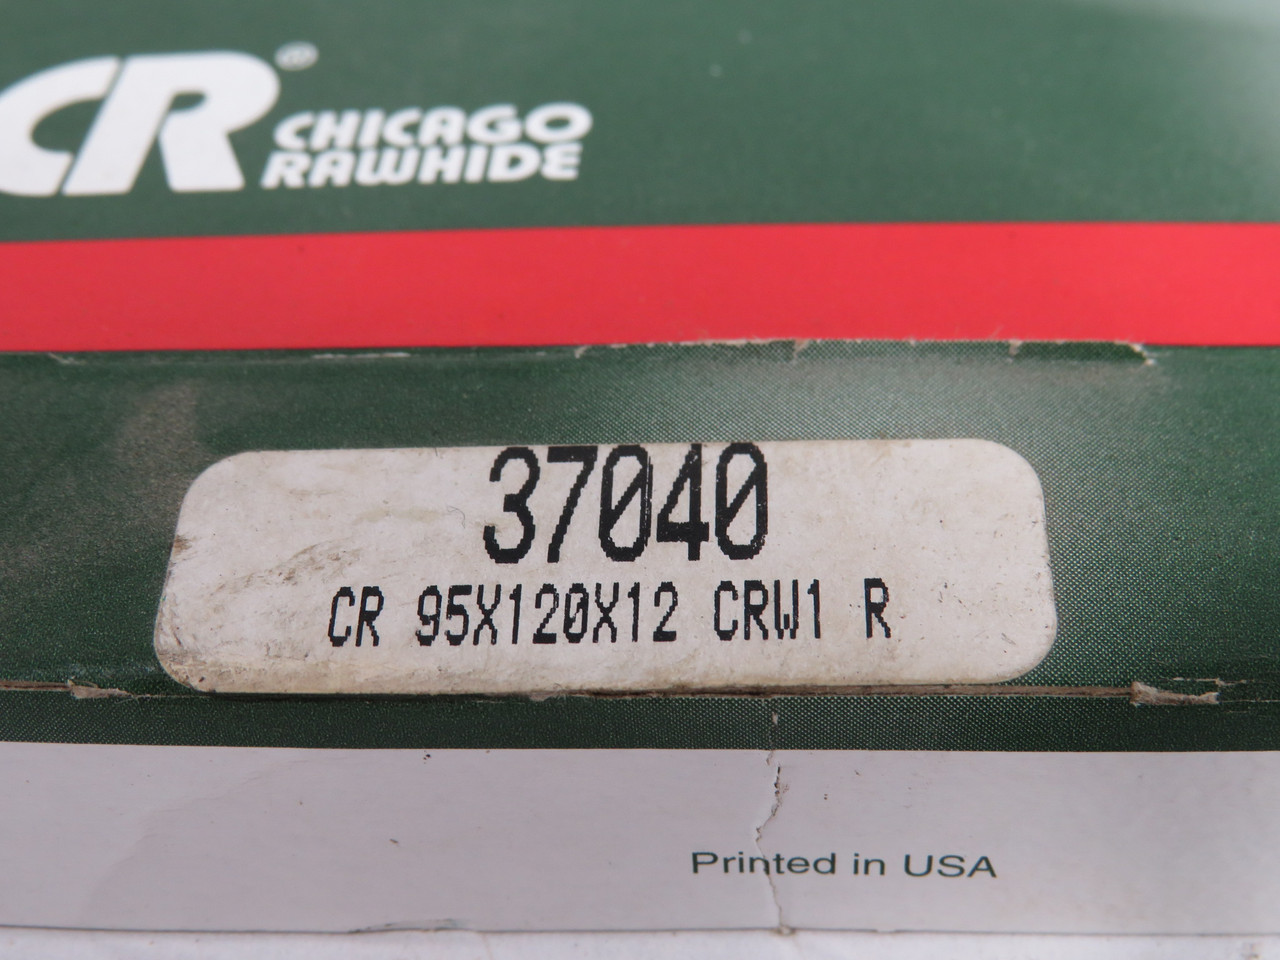 CR®
CHICAGO
RAWHIDE
37040
CR 95X120X12 CRW1 R
Printed in USA